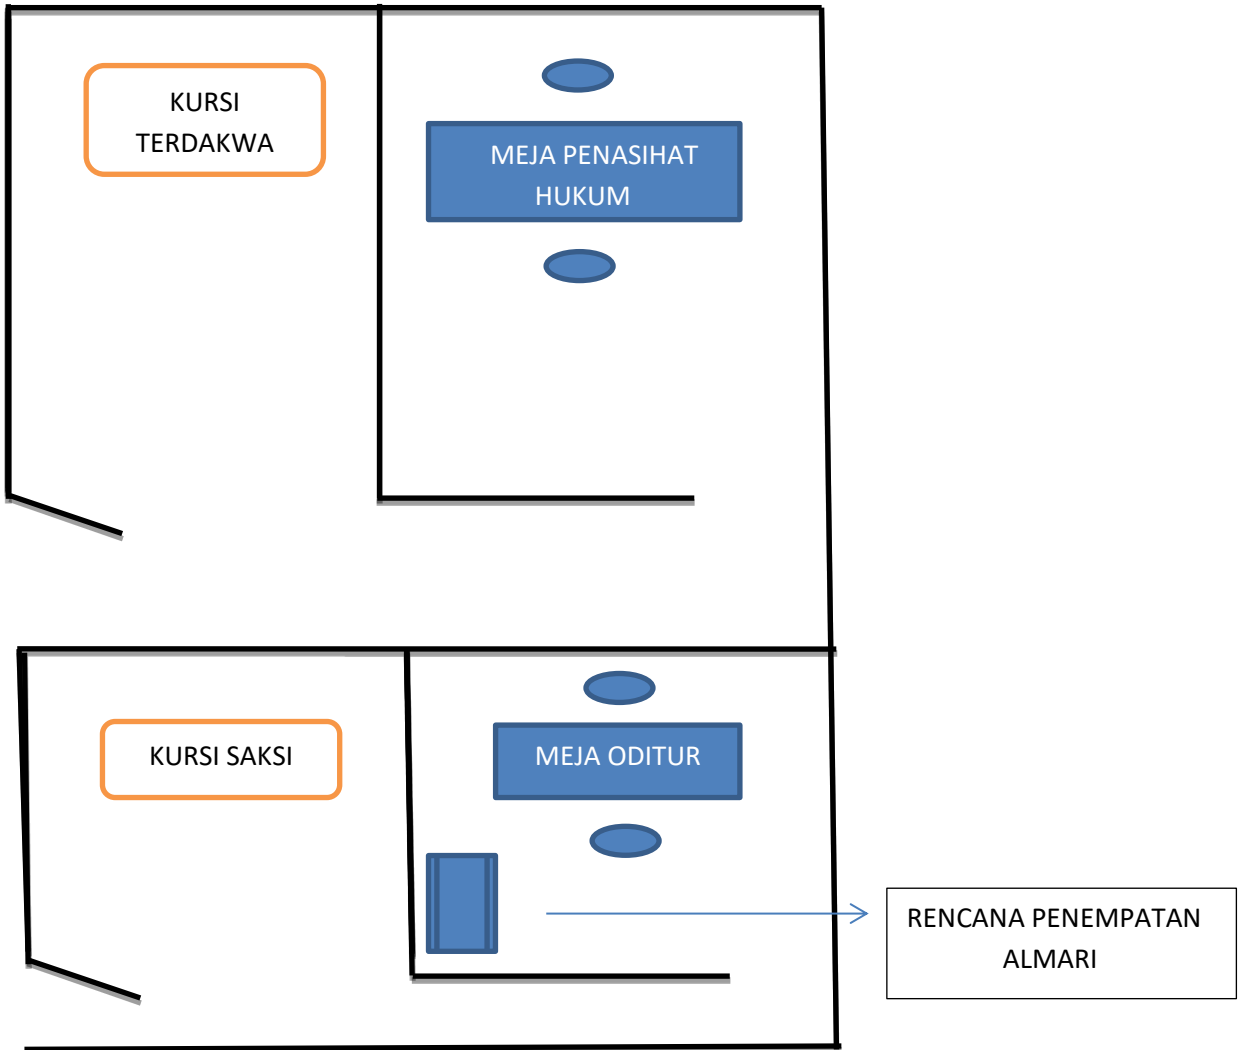 KURSI
TERDAKWA
MEJA PENASIHAT
HUKUM
KURSI SAKSI
MEJA ODITUR
RENCANA PENEMPATAN
ALMARI